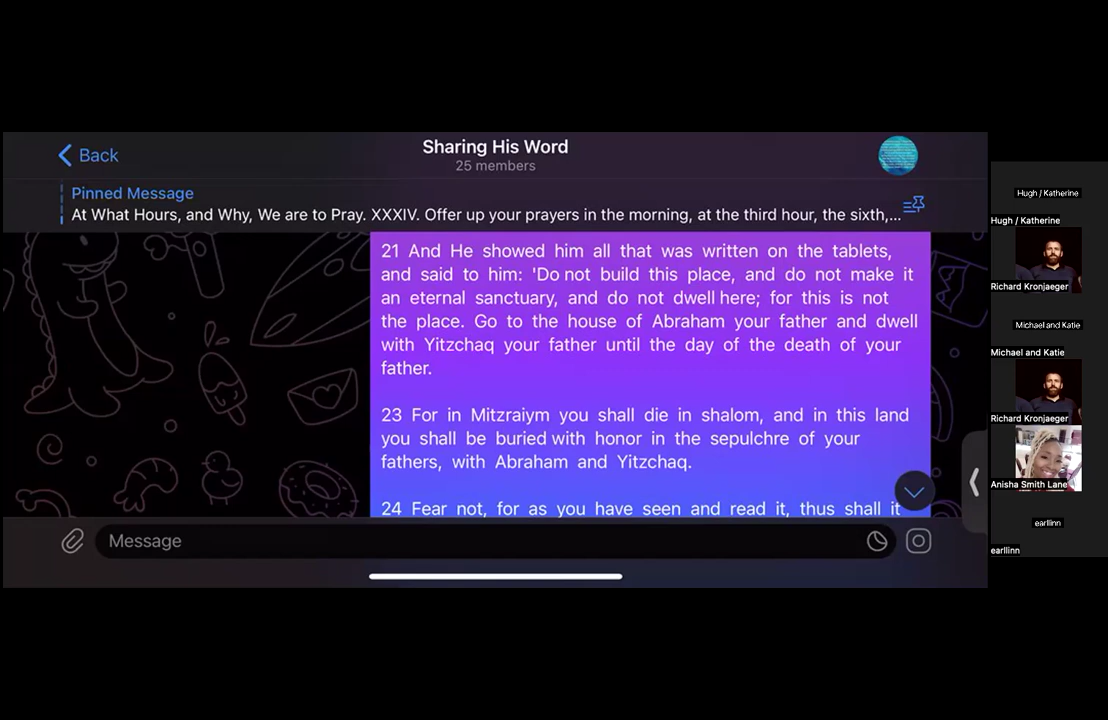 Back
Sharing His Word
25 members
Pinned Message
At What Hours, and Why, We are to Pray. XXXIV. Offer up your prayers in the morning, at the third hour, the sixth,...
21 And He showed him all that was written on the tablets,
and said to him: 'Do not build this place, and do not make it
an eternal sanctuary, and do not dwell here; for this is not
the place. Go to the house of Abraham your father and dwell
with Yitzchaq your father until the day of the death of your
father.
23 For in Mitzraiym you shall die in shalom, and in this land
you shall be buried with honor in the sepulchre of your
fathers, with Abraham and Yitzchaq.
24 Fear not, for as you have seen and read it, thus shall it
Message
Hugh / Katherine
Hugh / Katherine
Richard Kronjaeger
Michael and Katie
Michael and Katie
Richard Kronjaeger
Anisha Smith Lane
earllinn
earllinn